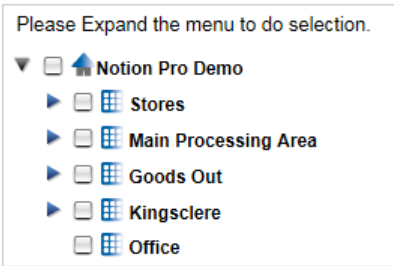 Please Expand the menu to do selection.
Notion Pro Demo
Stores
Main Processing Area
Goods Out
Kingsclere
Office